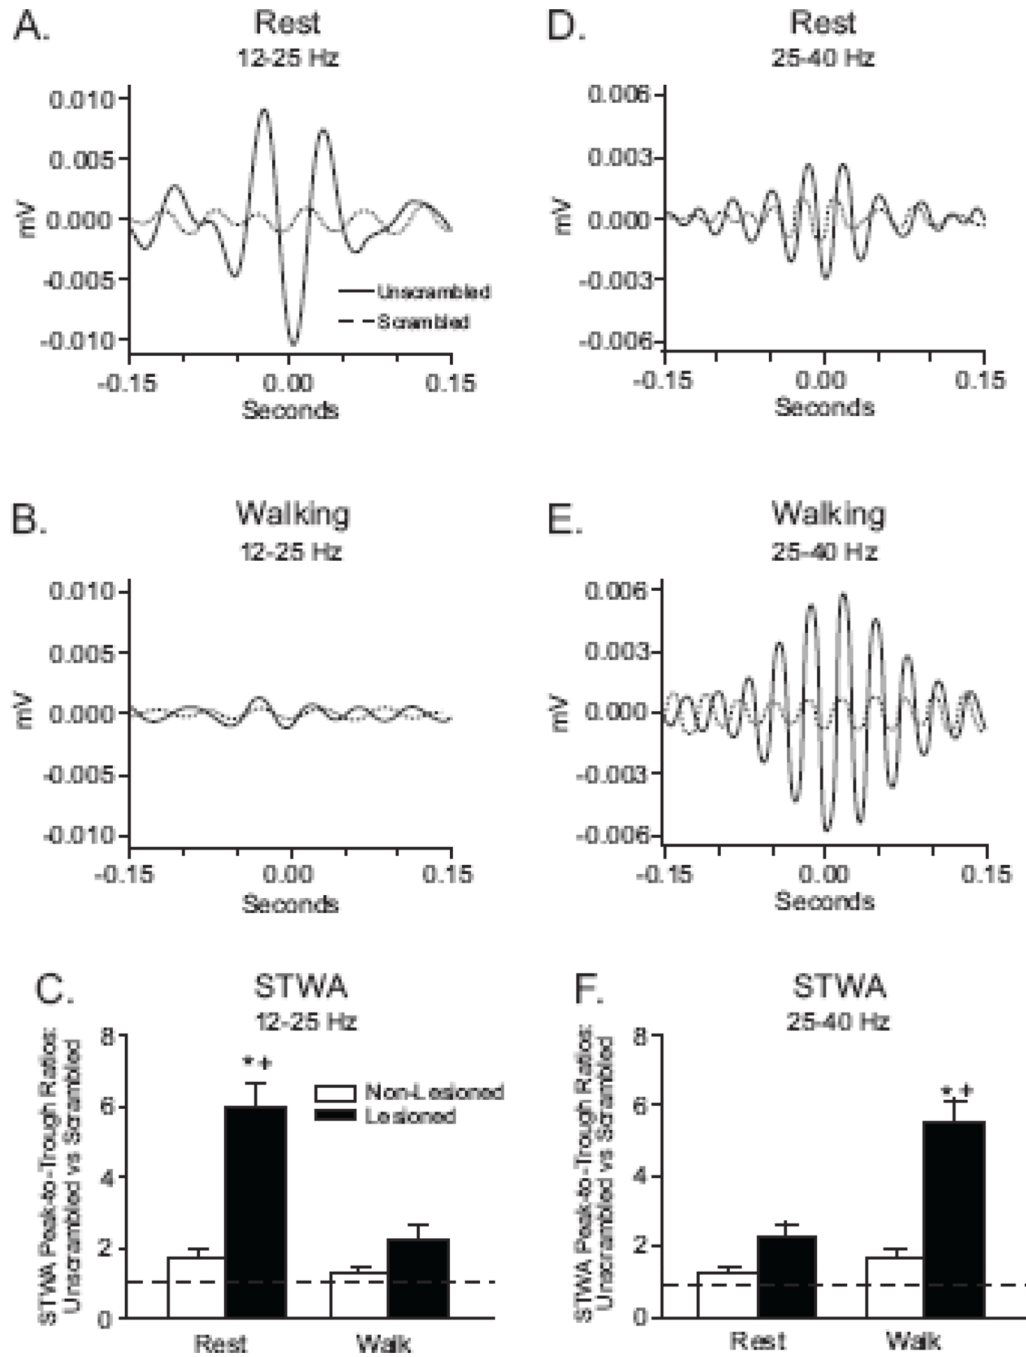 A.
Rest
12-25 Hz
0.010
0.005
0.000
-0.005
-0.010
mV
Unscrambled
Scrambled
-0.15
0.00
0.15
Seconds
D.
Rest
25-40 Hz
0.006
0.003
0.000
-0.003
-0.006
mV
-0.15
0.00
0.15
Seconds
B.
Walking
12-25 Hz
0.010
0.005
0.000
-0.005
-0.010
mV
-0.15
0.00
0.15
Seconds
E.
Walking
25-40 Hz
0.006
0.003
0.000
-0.003
-0.006
mV
-0.15
0.00
0.15
Seconds
C.
STWA
12-25 Hz
STWA Peak-to-Trough Ratios:
Unscrambled vs Scrambled
8
6
4
2
0
*+
Non-Lesioned
Lesioned
Rest
Walk
F.
STWA
25-40 Hz
STWA Peak-to-Trough Ratios:
Unscrambled vs Scrambled
8
6
4
2
0
*+
Rest
Walk